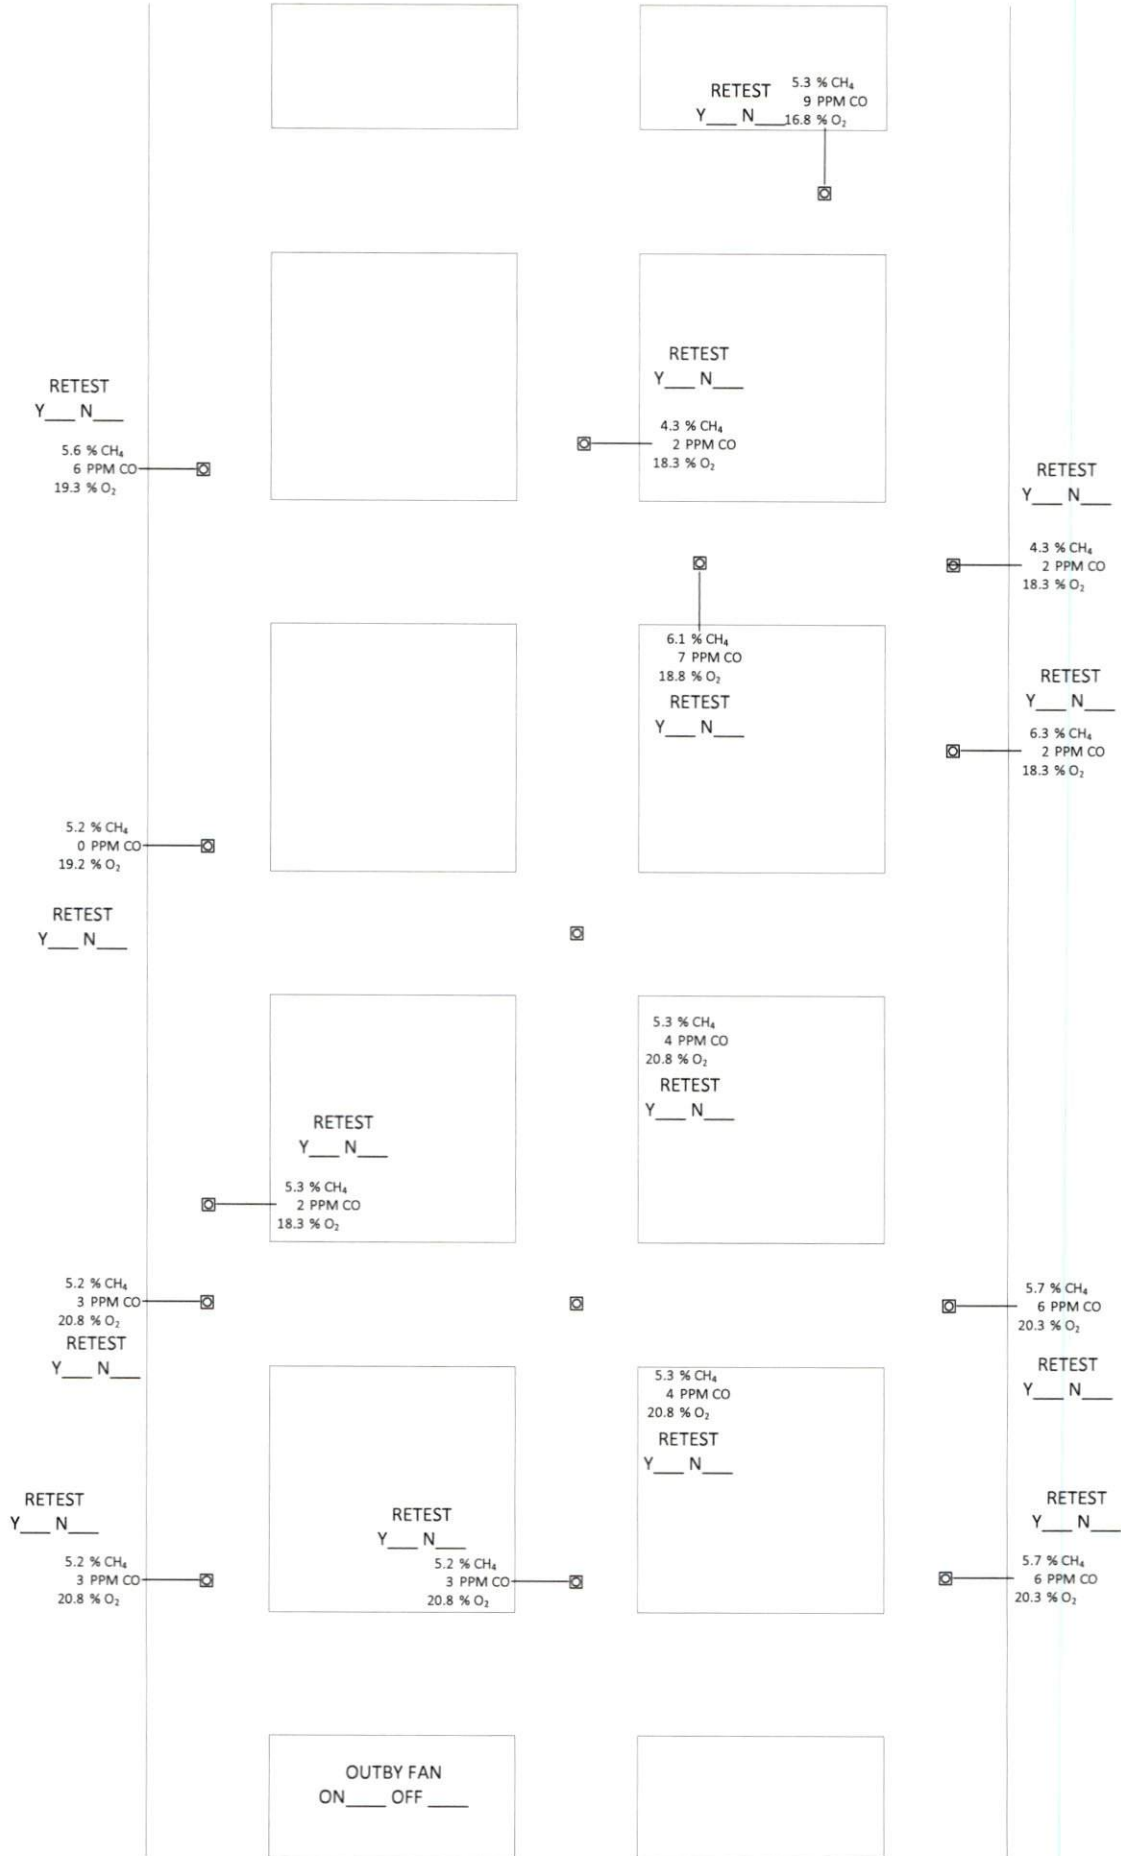 RETEST
Y___ N___
5.3 % CH₄
9 PPM CO
16.8 % O₂
RETEST
Y___ N___
4.3 % CH₄
2 PPM CO
18.3 % O₂
RETEST
Y___ N___
5.6 % CH₄
6 PPM CO
19.3 % O₂
RETEST
Y___ N___
4.3 % CH₄
2 PPM CO
18.3 % O₂
6.1 % CH₄
7 PPM CO
18.8 % O₂
RETEST
Y___ N___
RETEST
Y___ N___
6.3 % CH₄
2 PPM CO
18.3 % O₂
5.2 % CH₄
0 PPM CO
19.2 % O₂
RETEST
Y___ N___
5.3 % CH₄
4 PPM CO
20.8 % O₂
RETEST
Y___ N___
RETEST
Y___ N___
5.3 % CH₄
2 PPM CO
18.3 % O₂
5.2 % CH₄
3 PPM CO
20.8 % O₂
RETEST
Y___ N___
5.7 % CH₄
6 PPM CO
20.3 % O₂
RETEST
Y___ N___
5.3 % CH₄
4 PPM CO
20.8 % O₂
RETEST
Y___ N___
RETEST
Y___ N___
5.2 % CH₄
3 PPM CO
20.8 % O₂
RETEST
Y___ N___
5.2 % CH₄
3 PPM CO
20.8 % O₂
RETEST
Y___ N___
5.7 % CH₄
6 PPM CO
20.3 % O₂
OUTBY FAN
ON____ OFF ____